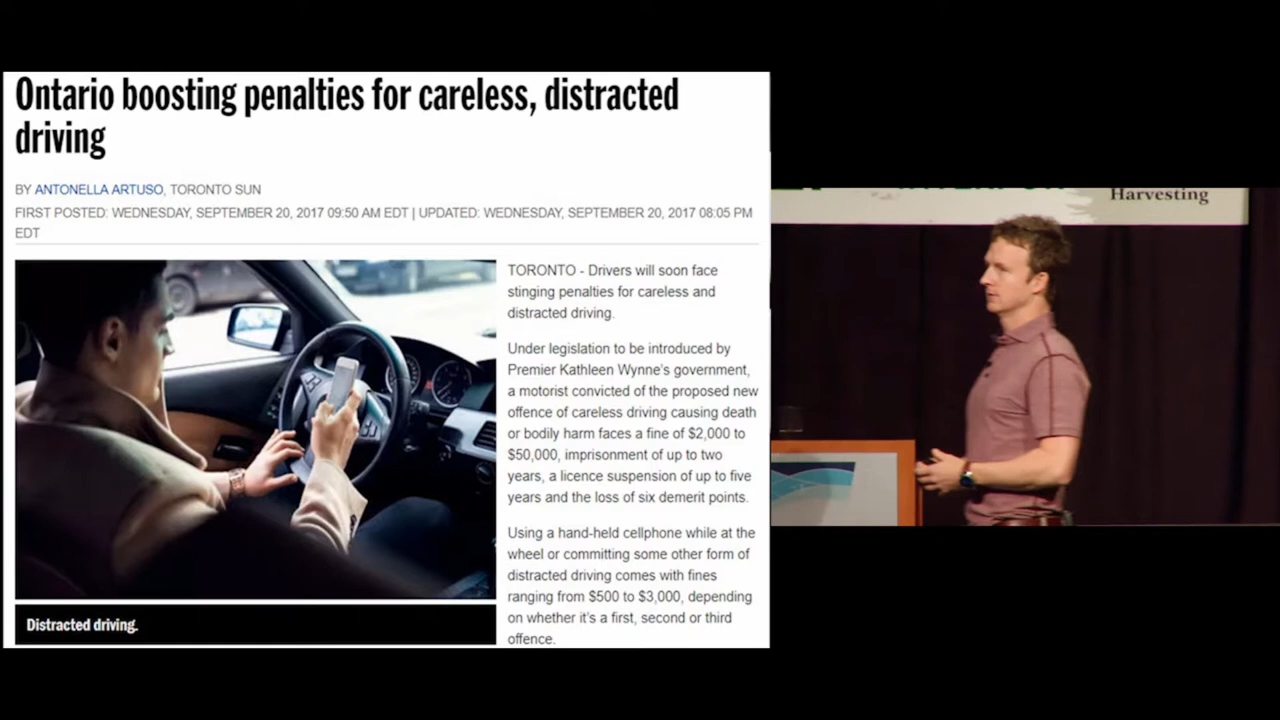 Ontario boosting penalties for careless, distracted
driving
BY ANTONELLA ARTUSO, TORONTO SUN
FIRST POSTED: WEDNESDAY, SEPTEMBER 20, 2017 09:50 AM EDT | UPDATED: WEDNESDAY, SEPTEMBER 20, 2017 08:05 PM
EDT
TORONTO - Drivers will soon face
stinging penalties for careless and
distracted driving.
Under legislation to be introduced by
Premier Kathleen Wynne's government,
a motorist convicted of the proposed new
offence of careless driving causing death
or bodily harm faces a fine of $2,000 to
$50,000, imprisonment of up to two
years, a licence suspension of up to five
years and the loss of six demerit points.
Using a hand-held cellphone while at the
wheel or committing some other form of
distracted driving comes with fines
ranging from $500 to $3,000, depending
on whether it's a first, second or third
offence.
Distracted driving.
Harvesting